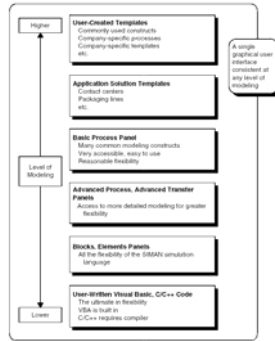 Higher
Level of
Modeling
Lower
User-Created Templates
Commonly used constructs
Company-specific processes
Company-specific templates
etc.
Application Solution Templates
Contact centers
Packaging lines
etc.
Basic Process Panel
Many common modeling constructs
Very accessible, easy to use
Reasonable flexibility
Advanced Process, Advanced Transfer
Panels
Access to more detailed modeling for greater
flexibility
Blocks, Elements Panels
All the flexibility of the SIMAN simulation
language
User-Written Visual Basic, C/C++ Code
The ultimate in flexibility
VBA is built in
C/C++ requires compiler
A single
graphical user
interface
consistent at
any level of
modeling